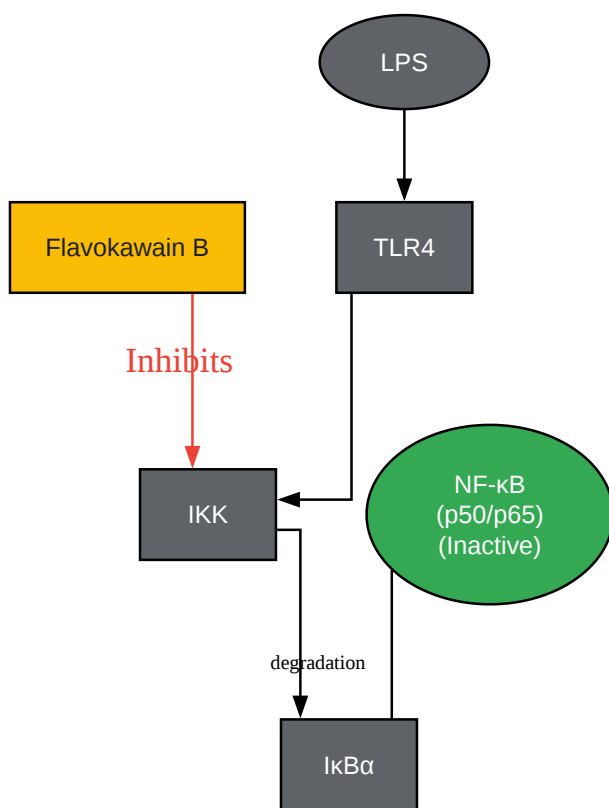 LPS
Flavokawain B
TLR4
Inhibits
IKK
NF-κB
(p50/p65)
(Inactive)
degradation
IκBα